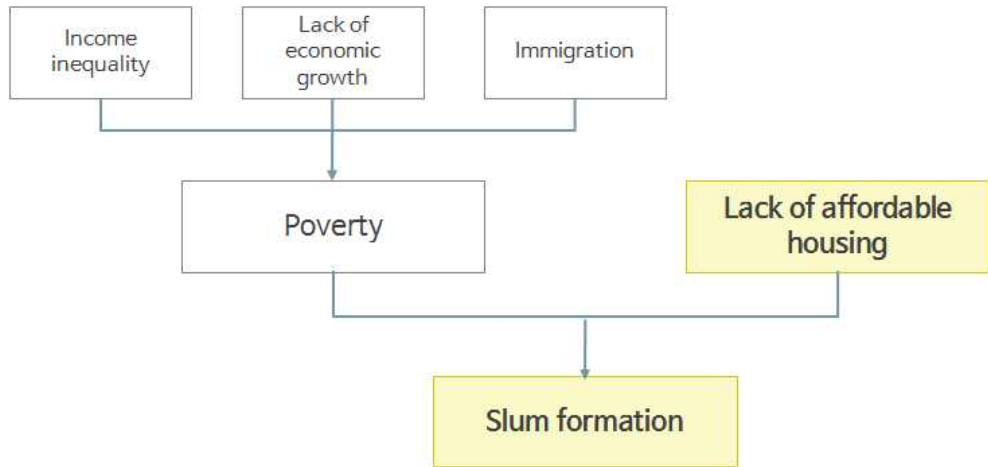 Income
inequality
Lack of
economic
growth
Immigration
Poverty
Lack of affordable
housing
Slum formation